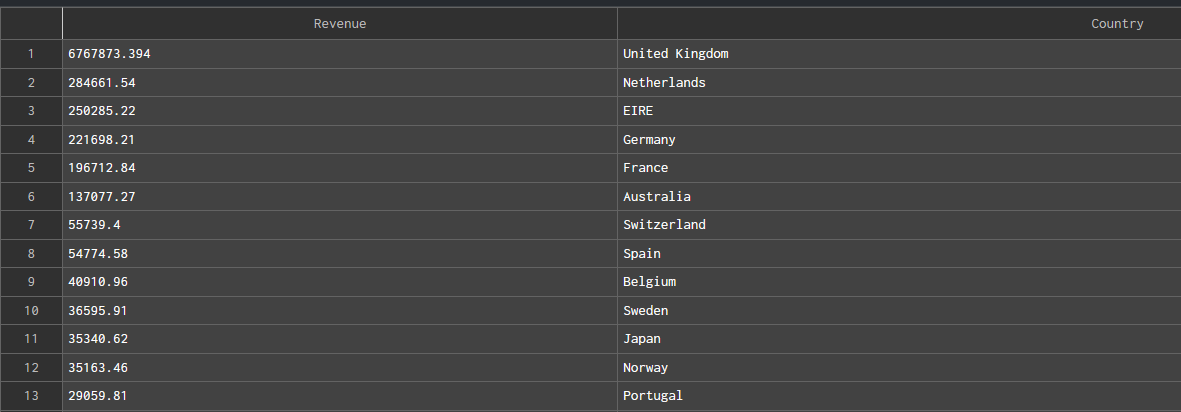 Revenue Country
1 6767873.394 United Kingdom
2 284661.54 Netherlands
3 250285.22 EIRE
4 221698.21 Germany
5 196712.84 France
6 137077.27 Australia
7 55739.4 Switzerland
8 54774.58 Spain
9 40910.96 Belgium
10 36595.91 Sweden
11 35340.62 Japan
12 35163.46 Norway
13 29059.81 Portugal